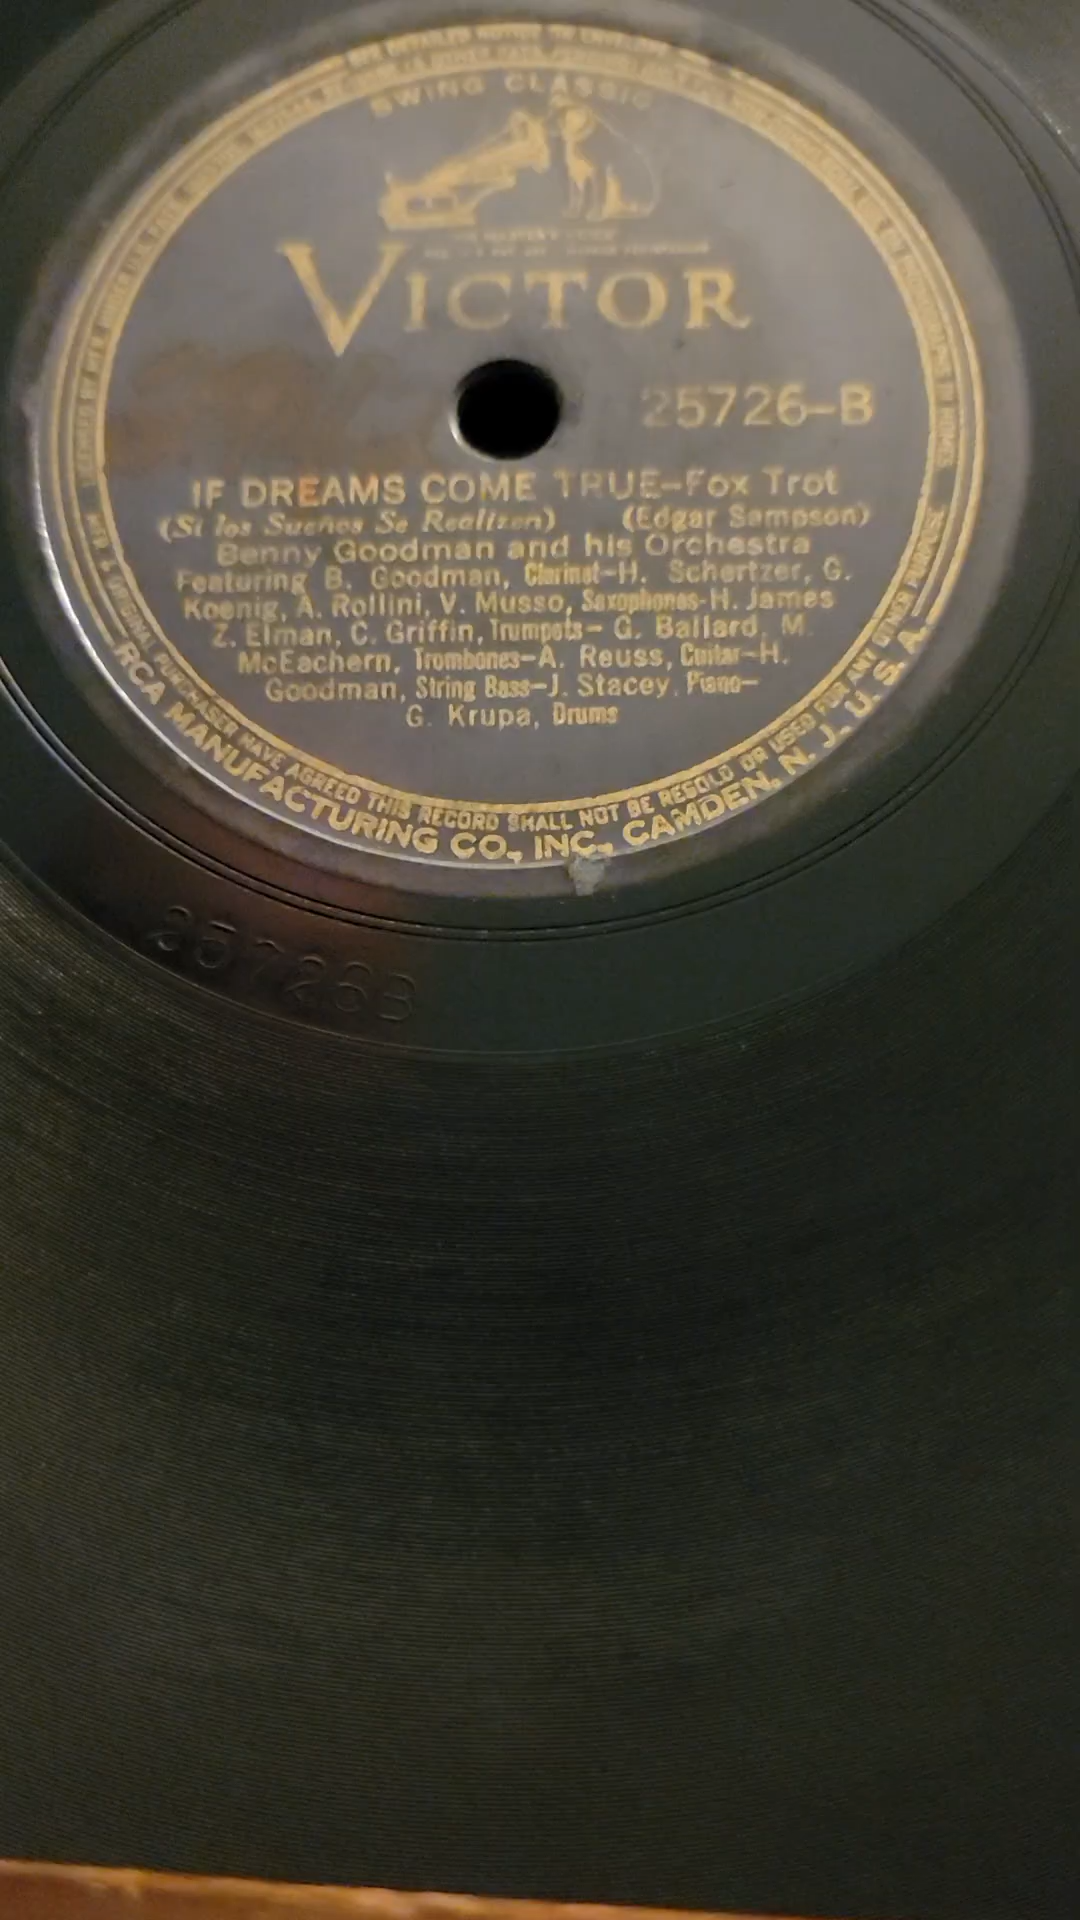 SWING CLASSIC
VICTOR
25726-B
IF DREAMS COME TRUE-Fox Trot
(Si los Sueños Se Realizan) (Edgar Sampson)
Benny Goodman and his Orchestra
Featuring B. Goodman, Clarinet-H. Schertzer, G.
Koenig, A. Rollini, V. Musso, Saxophones-H. James
Z. Elman, C. Griffin, Trumpets- G. Ballard, M.
McEachern, Trombones-A. Reuss, Guitar-H.
Goodman, String Bass-J. Stacey, Piano-
G. Krupa, Drums
MFR. & ORIGINAL PURCHASER HAVE AGREED THIS RECORD SHALL NOT BE RESOLD OR USED FOR ANY OTHER PURPOSE
RCA MANUFACTURING CO., INC., CAMDEN, N. J., U. S. A.
25726B